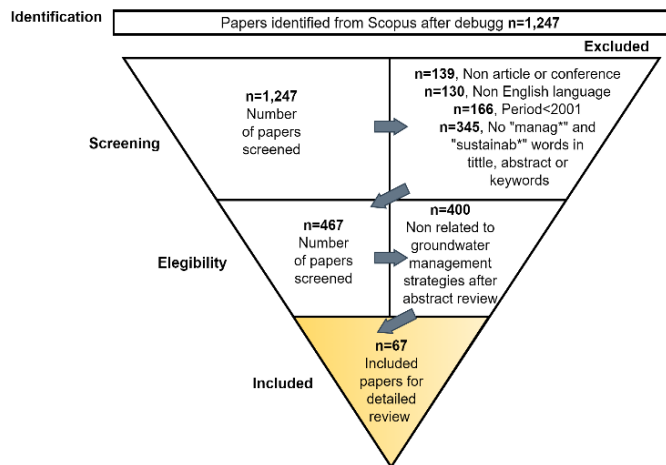 Identification
Papers identified from Scopus after debugg n=1,247
Excluded
n=1,247
Number
of papers
screened
n=139, Non article or conference
n=130, Non English language
n=166, Period<2001
n=345, No "manag*" and
"sustainab*" words in
tittle, abstract or
keywords
Screening
n=467
Number
of papers
screened
n=400
Non related to
groundwater
management
strategies after
abstract review
Elegibility
n=67
Included
papers for
detailed
review
Included